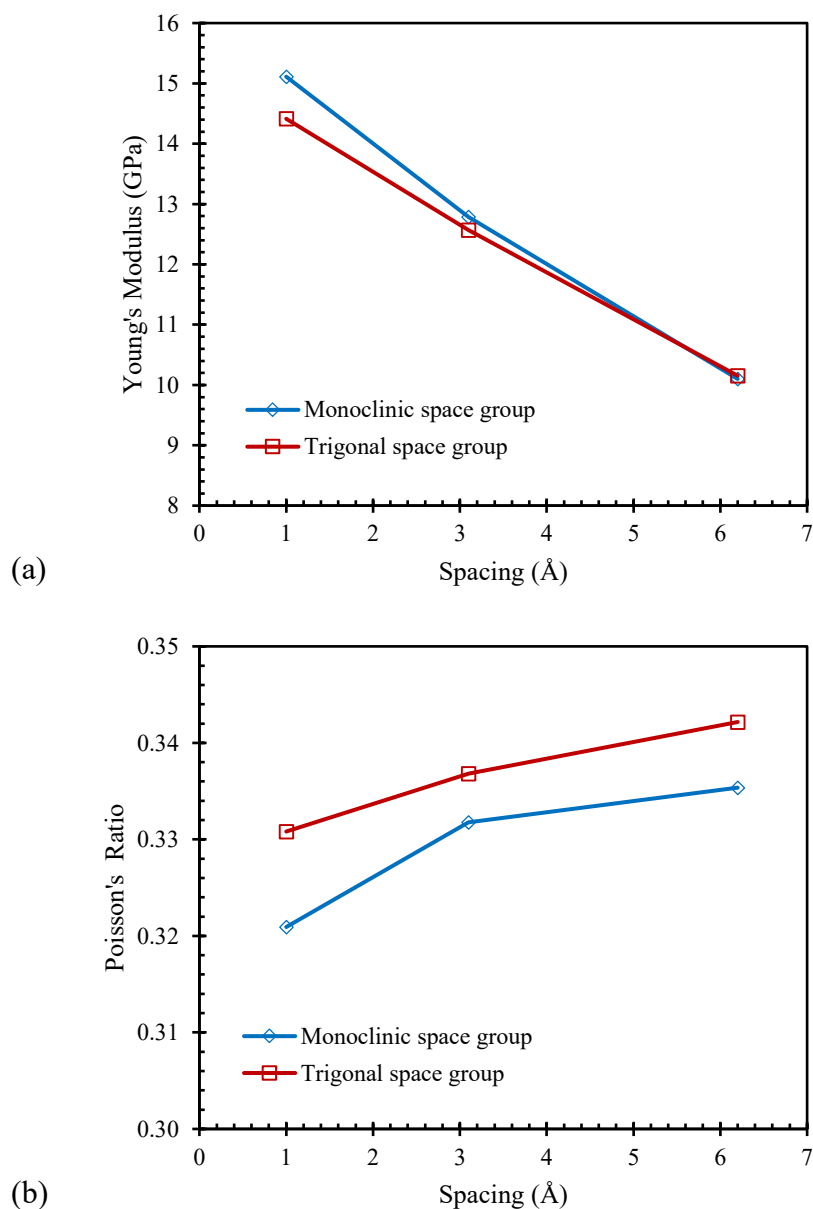 16
15
14
13
12
11
10
9
8
Young's Modulus (GPa)
Monoclinic space group
Trigonal space group
0 1 2 3 4 5 6 7
Spacing (Å)
(a)
0.35
0.34
0.33
0.32
0.31
0.30
Poisson's Ratio
Monoclinic space group
Trigonal space group
0 1 2 3 4 5 6 7
Spacing (Å)
(b)